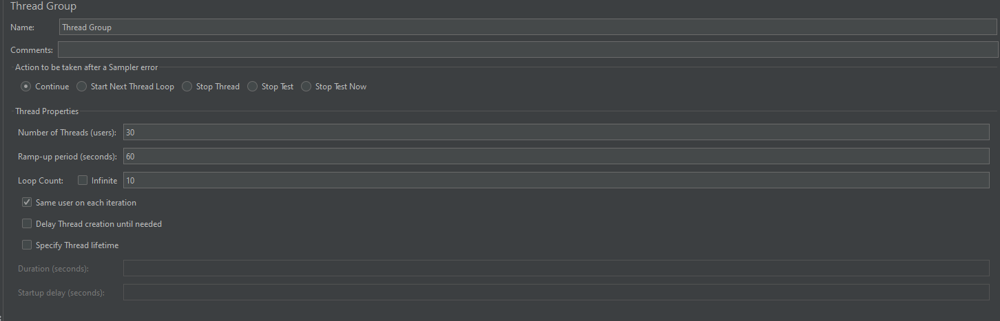 Thread Group
Name: Thread Group
Comments:
Action to be taken after a Sampler error
Continue Start Next Thread Loop Stop Thread Stop Test Stop Test Now
Thread Properties
Number of Threads (users): 30
Ramp-up period (seconds): 60
Loop Count: Infinite 10
Same user on each iteration
Delay Thread creation until needed
Specify Thread lifetime
Duration (seconds):
Startup delay (seconds):